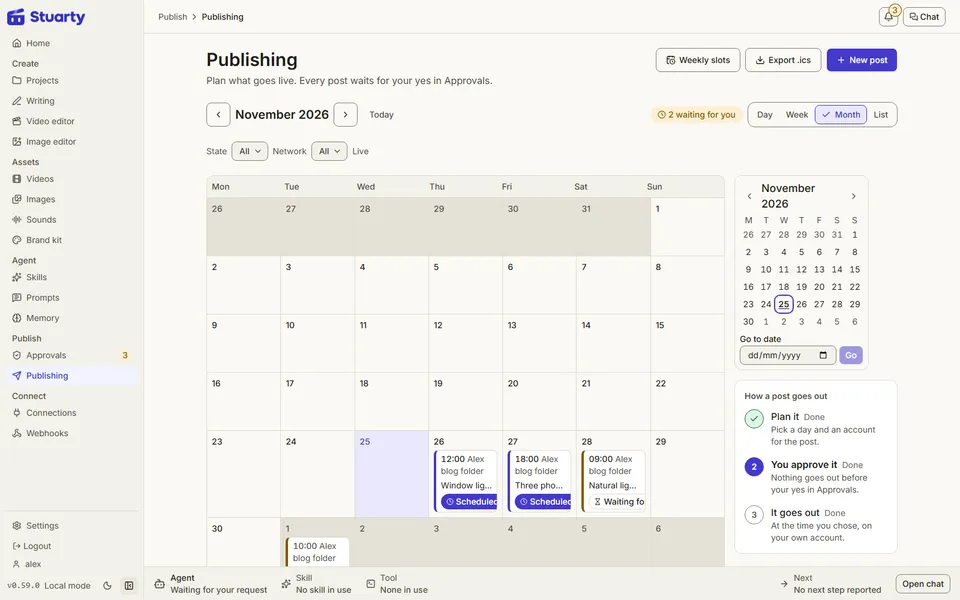 Stuarty
Home
Create
Projects
Writing
Video editor
Image editor
Assets
Videos
Images
Sounds
Brand kit
Agent
Skills
Prompts
Memory
Publish
Approvals 3
Publishing
Connect
Connections
Webhooks
Settings
Logout
alex
v0.59.0 Local mode
Publish > Publishing
3
Chat
Publishing
Plan what goes live. Every post waits for your yes in Approvals.
Weekly slots
Export .ics
+ New post
November 2026
Today
2 waiting for you
Day Week Month List
State All Network All Live
Mon Tue Wed Thu Fri Sat Sun
26 27 28 29 30 31 1
2 3 4 5 6 7 8
9 10 11 12 13 14 15
16 17 18 19 20 21 22
23 24 25 26 27 28 29
12:00 Alex
blog folder
Window lig...
Scheduled
18:00 Alex
blog folder
Three pho...
Scheduled
09:00 Alex
blog folder
Natural lig...
Waiting fo
30 1 2 3 4 5 6
10:00 Alex
blog folder
November
2026
M T W T F S S
26 27 28 29 30 31 1
2 3 4 5 6 7 8
9 10 11 12 13 14 15
16 17 18 19 20 21 22
23 24 25 26 27 28 29
30 1 2 3 4 5 6
Go to date
dd/mm/yyyy
Go
How a post goes out
Plan it Done
Pick a day and an account
for the post.
2
You approve it Done
Nothing goes out before
your yes in Approvals.
3
It goes out Done
At the time you chose, on
your own account.
Agent
Waiting for your request
Skill
No skill in use
Tool
None in use
Next
No next step reported
Open chat